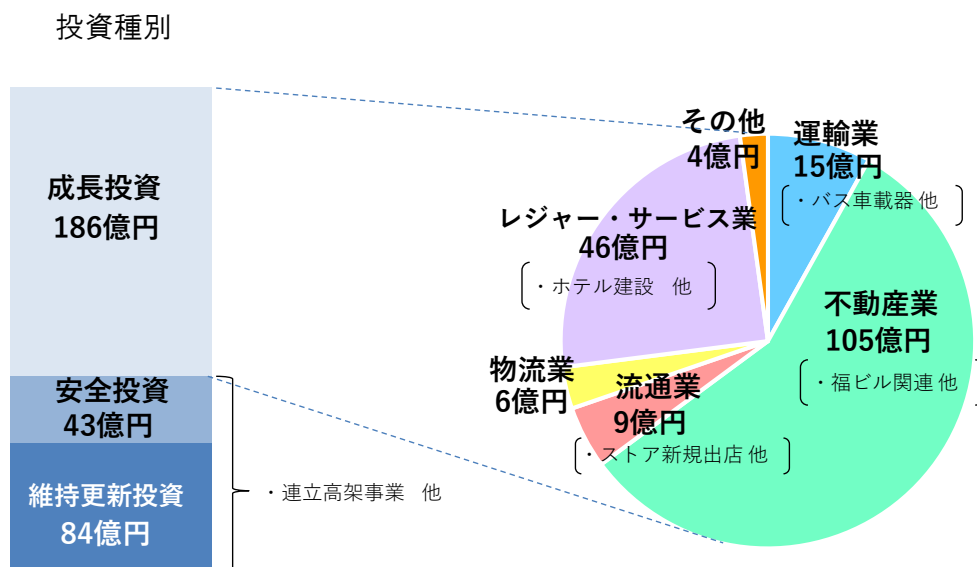 投資種別
成長投資
186億円
安全投資
43億円
維持更新投資
84億円
・連立高架事業 他
その他
4億円
運輸業
15億円
・バス車載器 他
レジャー・サービス業
46億円
・ホテル建設 他
不動産業
105億円
・福ビル関連 他
物流業
6億円
流通業
9億円
・ストア新規出店 他